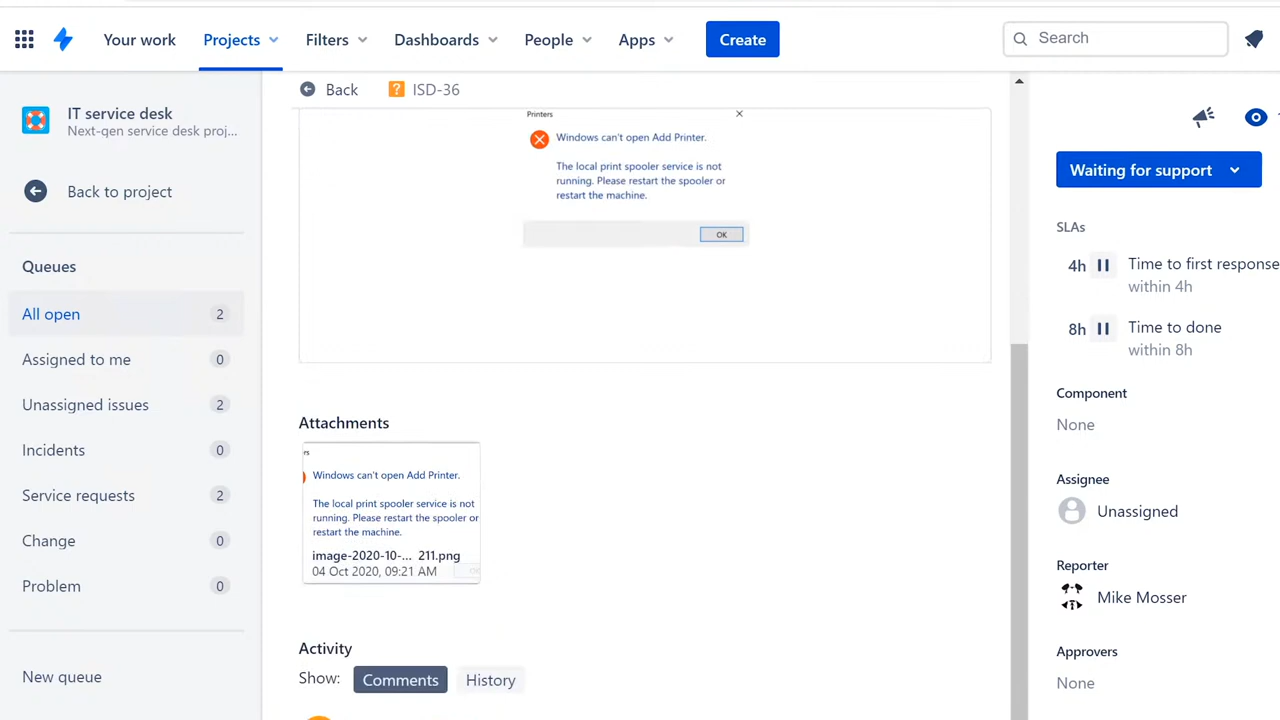 Your work
Projects
Filters
Dashboards
People
Apps
Create
Search
IT service desk
Next-gen service desk proj...
Back to project
Queues
All open 2
Assigned to me 0
Unassigned issues 2
Incidents 0
Service requests 2
Change 0
Problem 0
New queue
Back
ISD-36
Printers
Windows can't open Add Printer.
The local print spooler service is not
running. Please restart the spooler or
restart the machine.
OK
Attachments
rs
Windows can't open Add Printer.
The local print spooler service is not
running. Please restart the spooler or
restart the machine.
image-2020-10-... 211.png
04 Oct 2020, 09:21 AM
Activity
Show: Comments History
Waiting for support
SLAs
4h Time to first response
within 4h
8h Time to done
within 8h
Component
None
Assignee
Unassigned
Reporter
Mike Mosser
Approvers
None